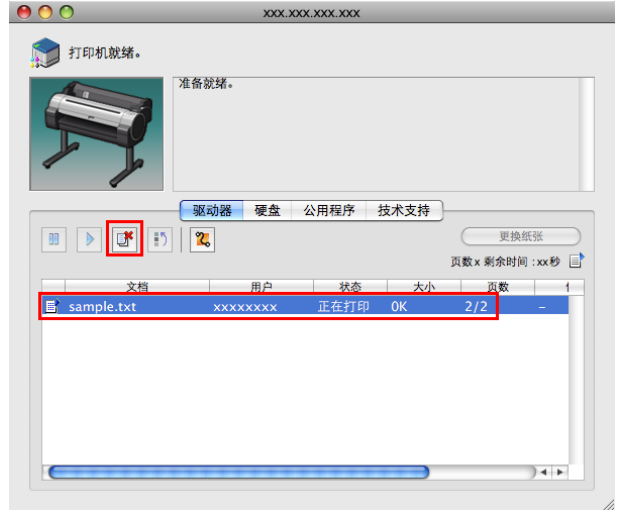 xxx.xxx.xxx.xxx
打印机就绪。
准备就绪。
驱动器 硬盘 公用程序 技术支持
更换纸张
页数 x 剩余时间 :xx秒
文档 用户 状态 大小 页数
sample.txt xxxxxxxx 正在打印 0K 2/2 –